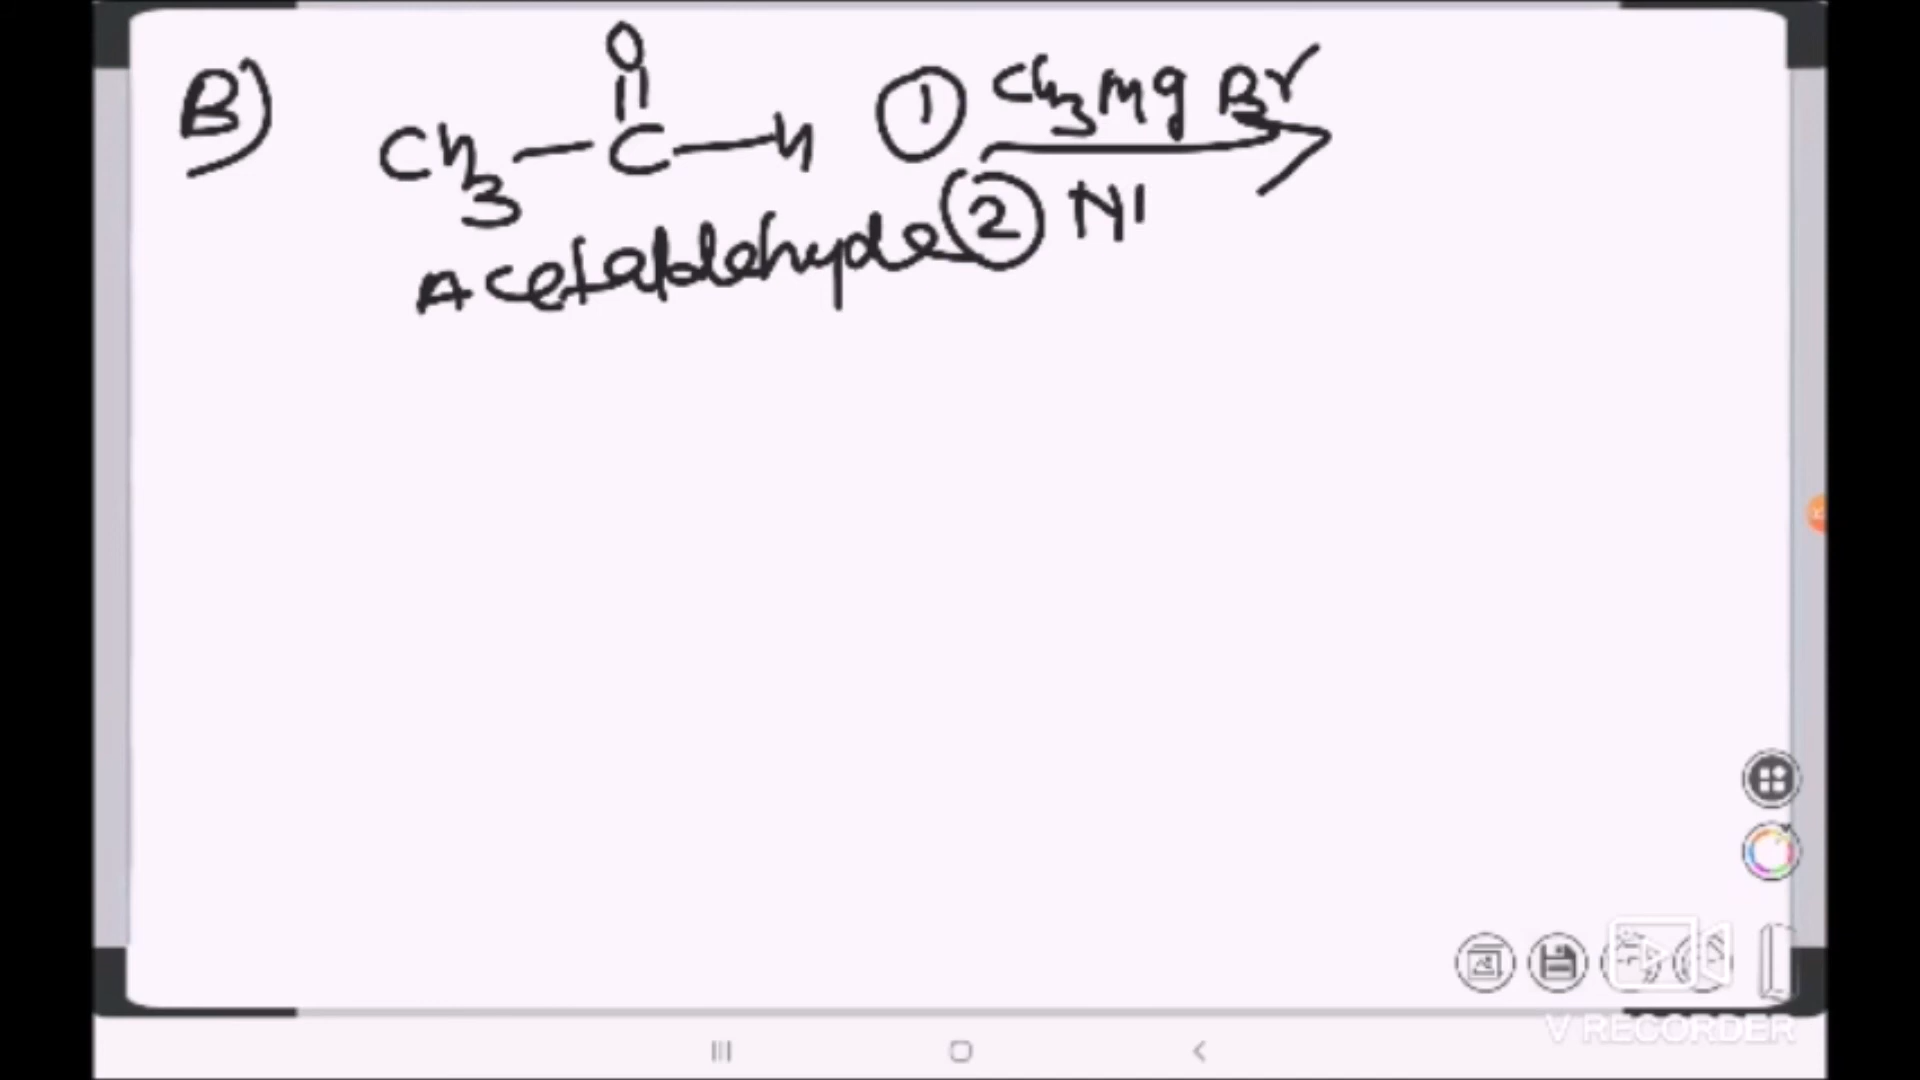 B) CH3 - C - H ① CH3MgBr
O
② N
Acetaldehyde
V RECORDER